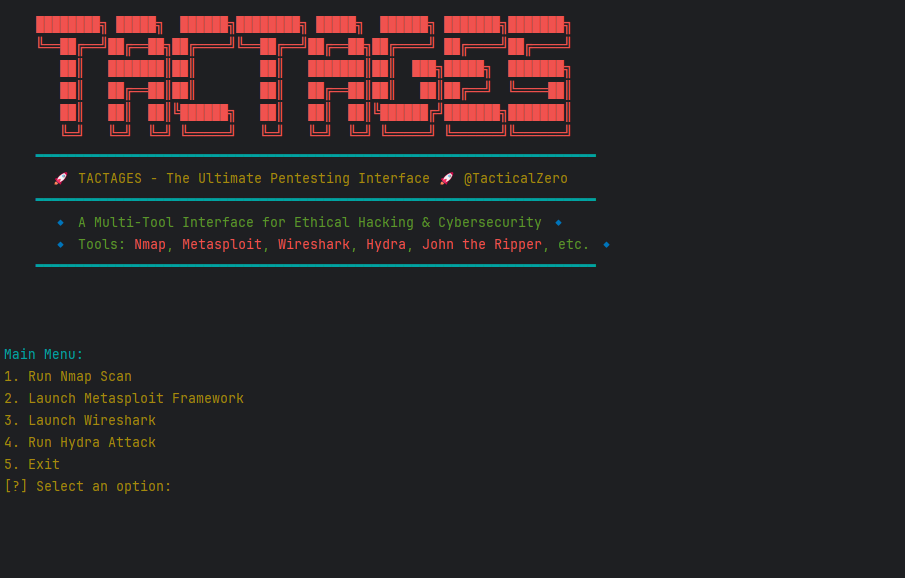 TACTAGES
🚀 TACTAGES - The Ultimate Pentesting Interface 🚀 @TacticalZero
🔹 A Multi-Tool Interface for Ethical Hacking & Cybersecurity 🔹
🔹 Tools: Nmap, Metasploit, Wireshark, Hydra, John the Ripper, etc. 🔹
Main Menu:
1. Run Nmap Scan
2. Launch Metasploit Framework
3. Launch Wireshark
4. Run Hydra Attack
5. Exit
[?] Select an option: